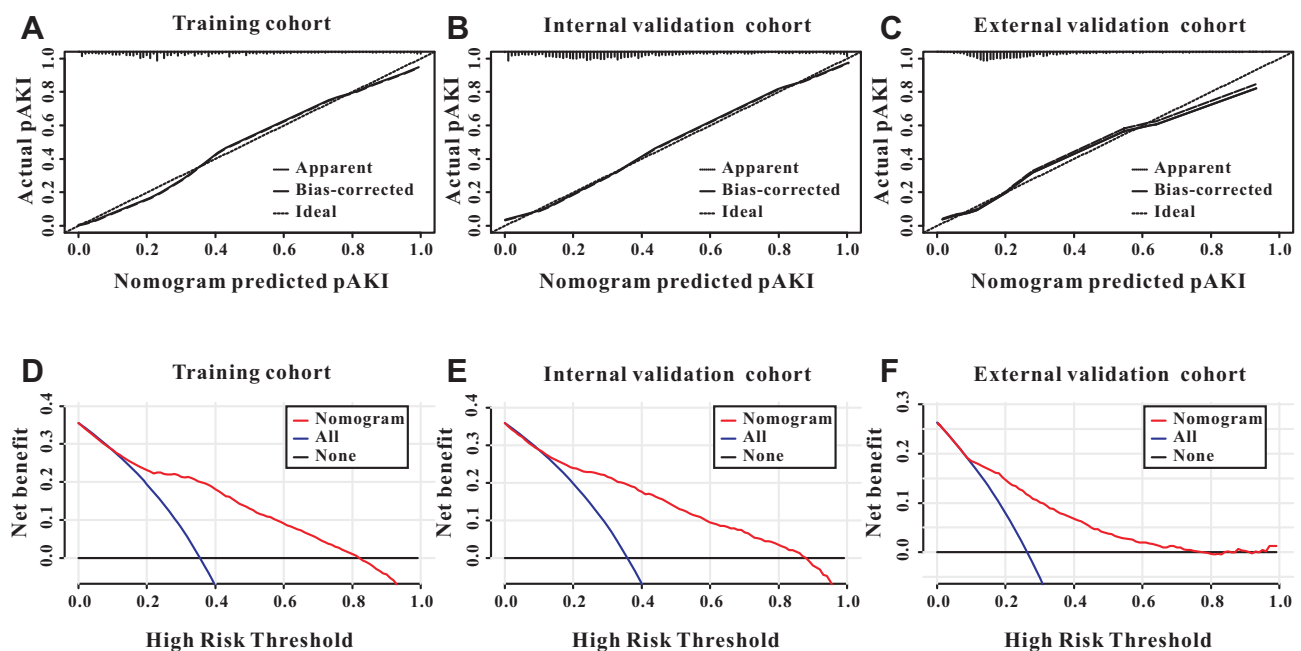 A
Training cohort
Actual pAKI
0.0 0.2 0.4 0.6 0.8 1.0
Apparent
Bias-corrected
Ideal
0.0 0.2 0.4 0.6 0.8 1.0
Nomogram predicted pAKI
B
Internal validation cohort
Actual pAKI
0.0 0.2 0.4 0.6 0.8 1.0
Apparent
Bias-corrected
Ideal
0.0 0.2 0.4 0.6 0.8 1.0
Nomogram predicted pAKI
C
External validation cohort
Actual pAKI
0.0 0.2 0.4 0.6 0.8 1.0
Apparent
Bias-corrected
Ideal
0.0 0.2 0.4 0.6 0.8 1.0
Nomogram predicted pAKI
D
Training cohort
Net benefit
0.0 0.1 0.2 0.3 0.4
Nomogram
All
None
0.0 0.2 0.4 0.6 0.8 1.0
High Risk Threshold
E
Internal validation cohort
Net benefit
0.0 0.1 0.2 0.3 0.4
Nomogram
All
None
0.0 0.2 0.4 0.6 0.8 1.0
High Risk Threshold
F
External validation cohort
Net benefit
0.0 0.1 0.2 0.3
Nomogram
All
None
0.0 0.2 0.4 0.6 0.8 1.0
High Risk Threshold